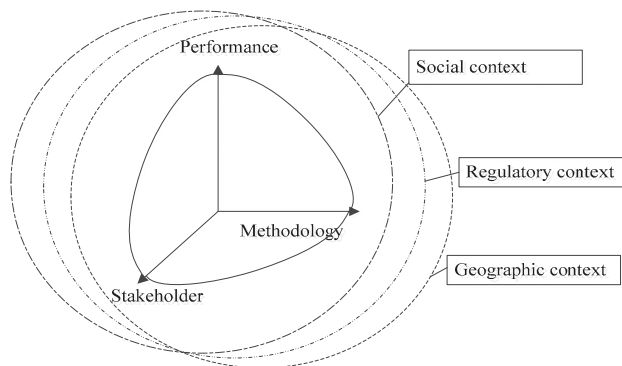 Performance
Social context
Regulatory context
Methodology
Geographic context
Stakeholder